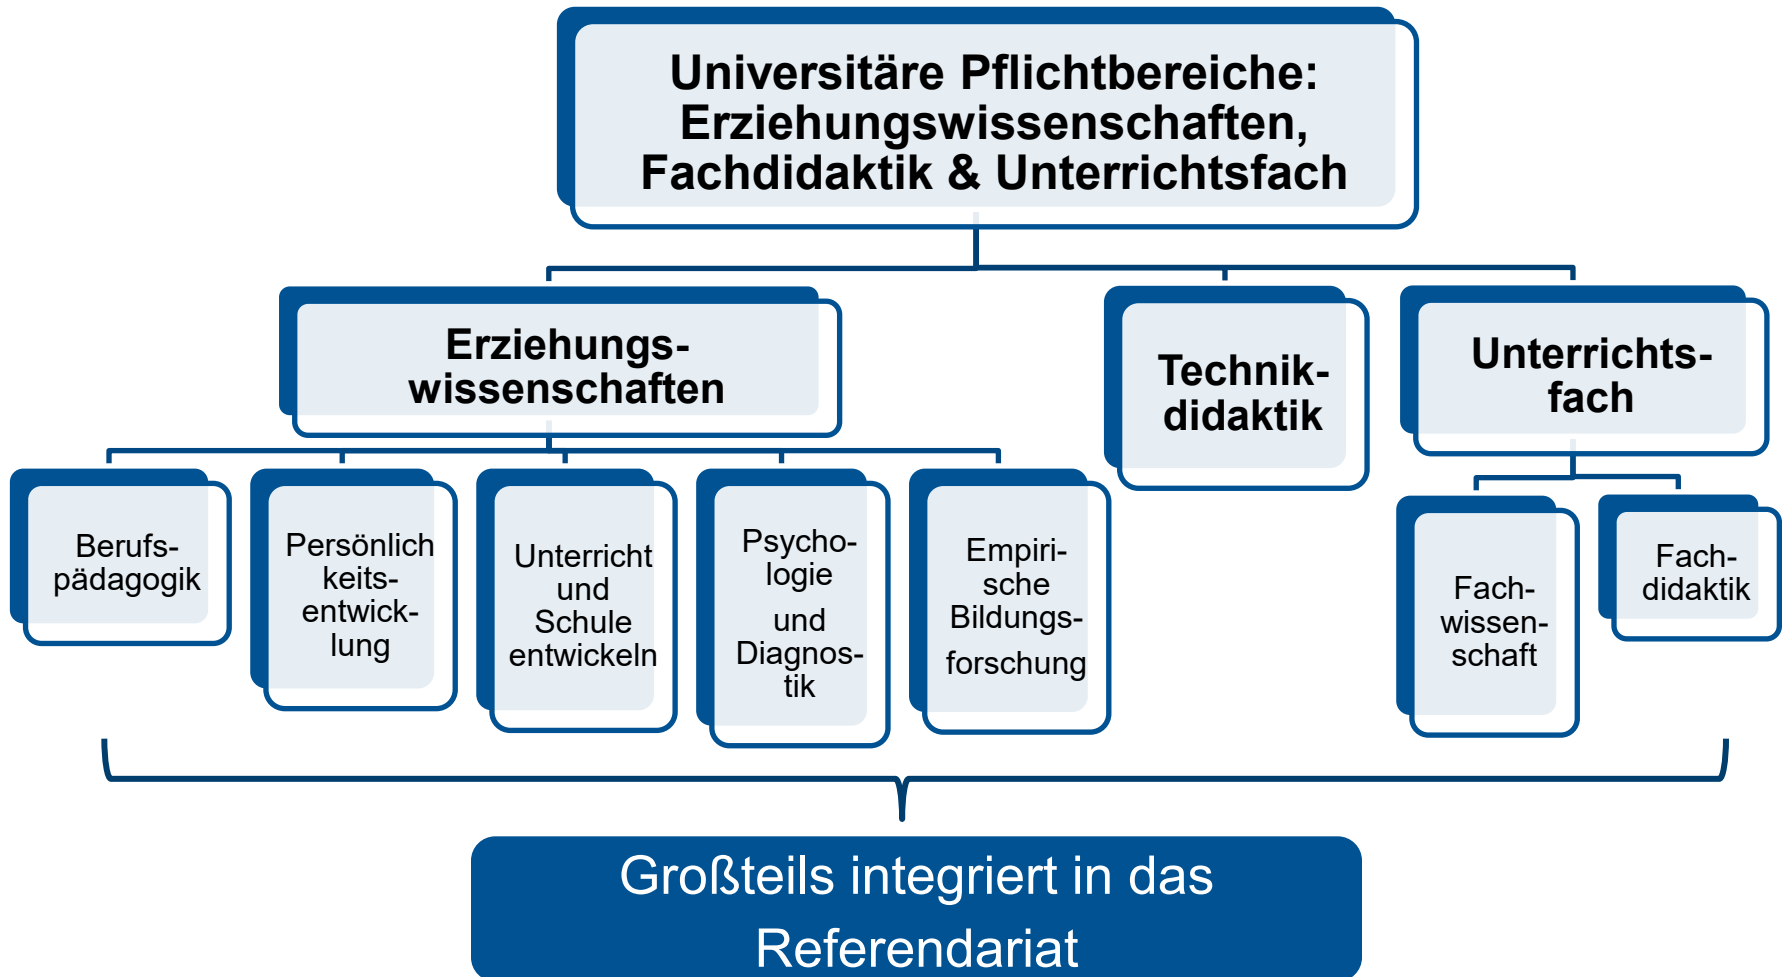 Universitäre Pflichtbereiche:
Erziehungswissenschaften,
Fachdidaktik & Unterrichtsfach
Erziehungs-
wissenschaften
Technik-
didaktik
Unterrichts-
fach
Berufs-
pädagogik
Persönlich
keits-
entwick-
lung
Unterricht
und
Schule
entwickeln
Psycho-
logie
und
Diagnos-
tik
Empiri-
sche
Bildungs-
forschung
Fach-
wissen-
schaft
Fach-
didaktik
Großteils integriert in das
Referendariat